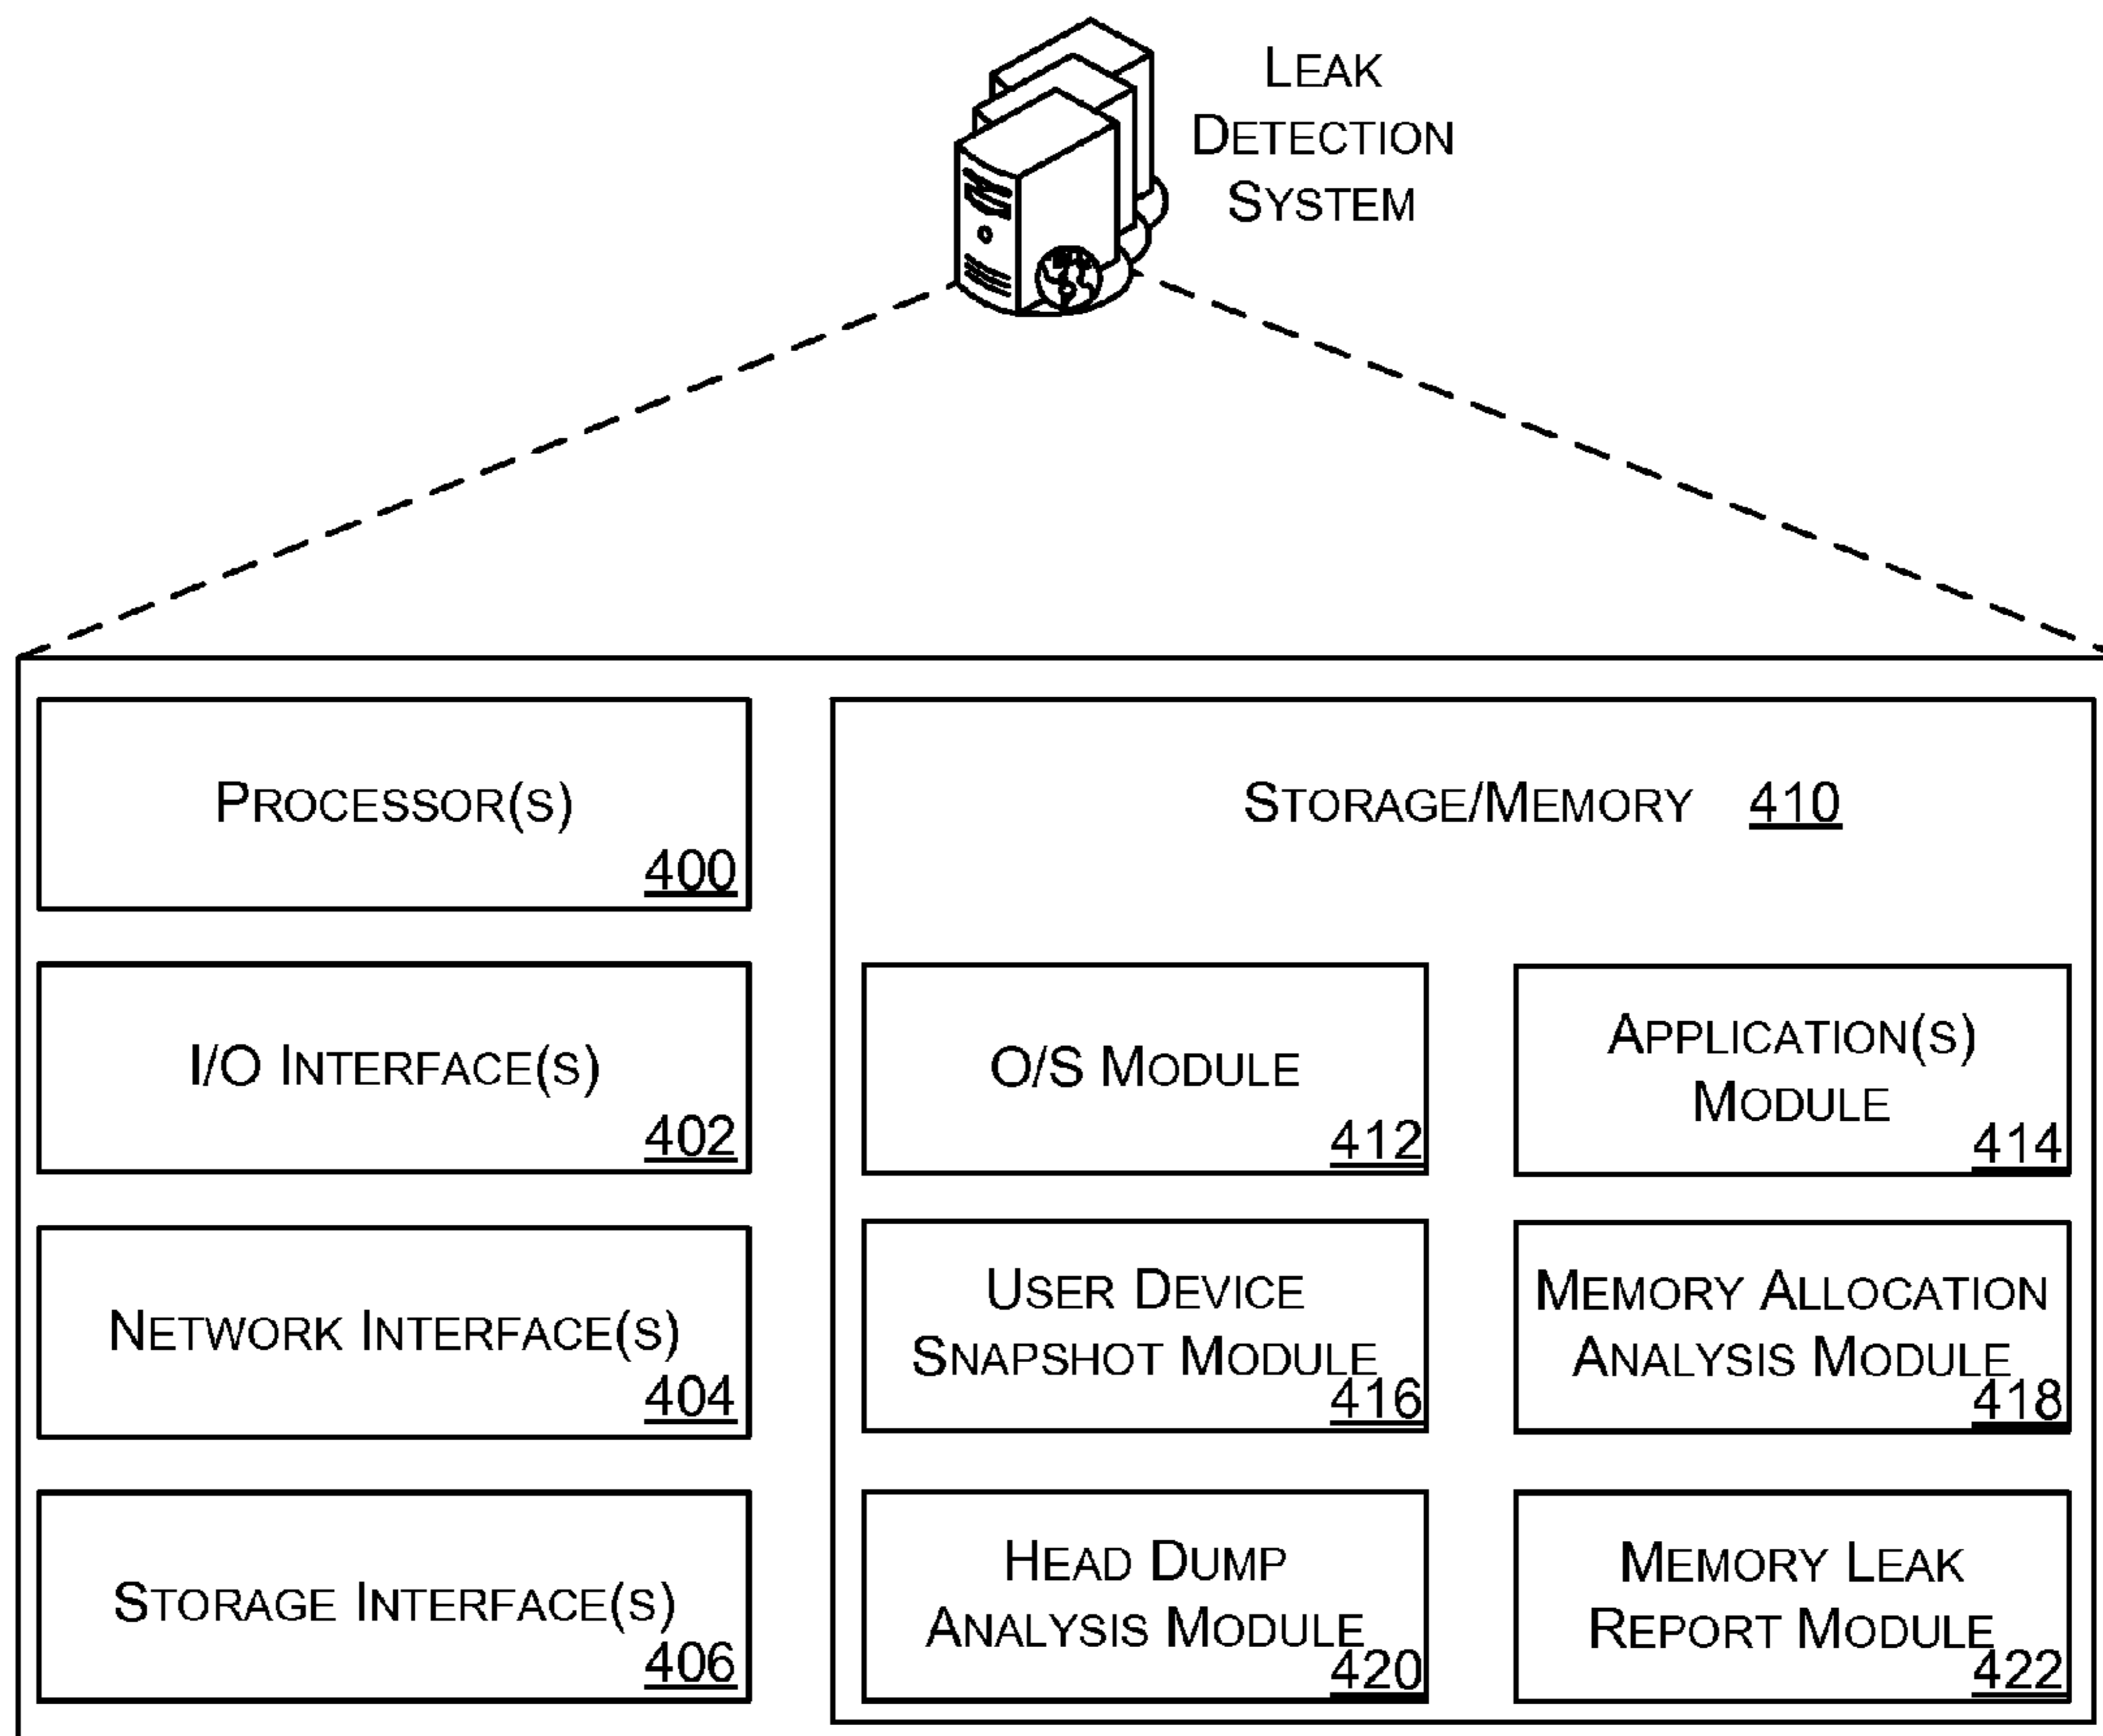 LEAK
DETECTION
SYSTEM
PROCESSOR(S)
400
I/O INTERFACE(S)
402
NETWORK INTERFACE(S)
404
STORAGE INTERFACE(S)
406
STORAGE/MEMORY 410
O/S MODULE
412
APPLICATION(S)
MODULE
414
USER DEVICE
SNAPSHOT MODULE
416
MEMORY ALLOCATION
ANALYSIS MODULE
418
HEAD DUMP
ANALYSIS MODULE
420
MEMORY LEAK
REPORT MODULE
422